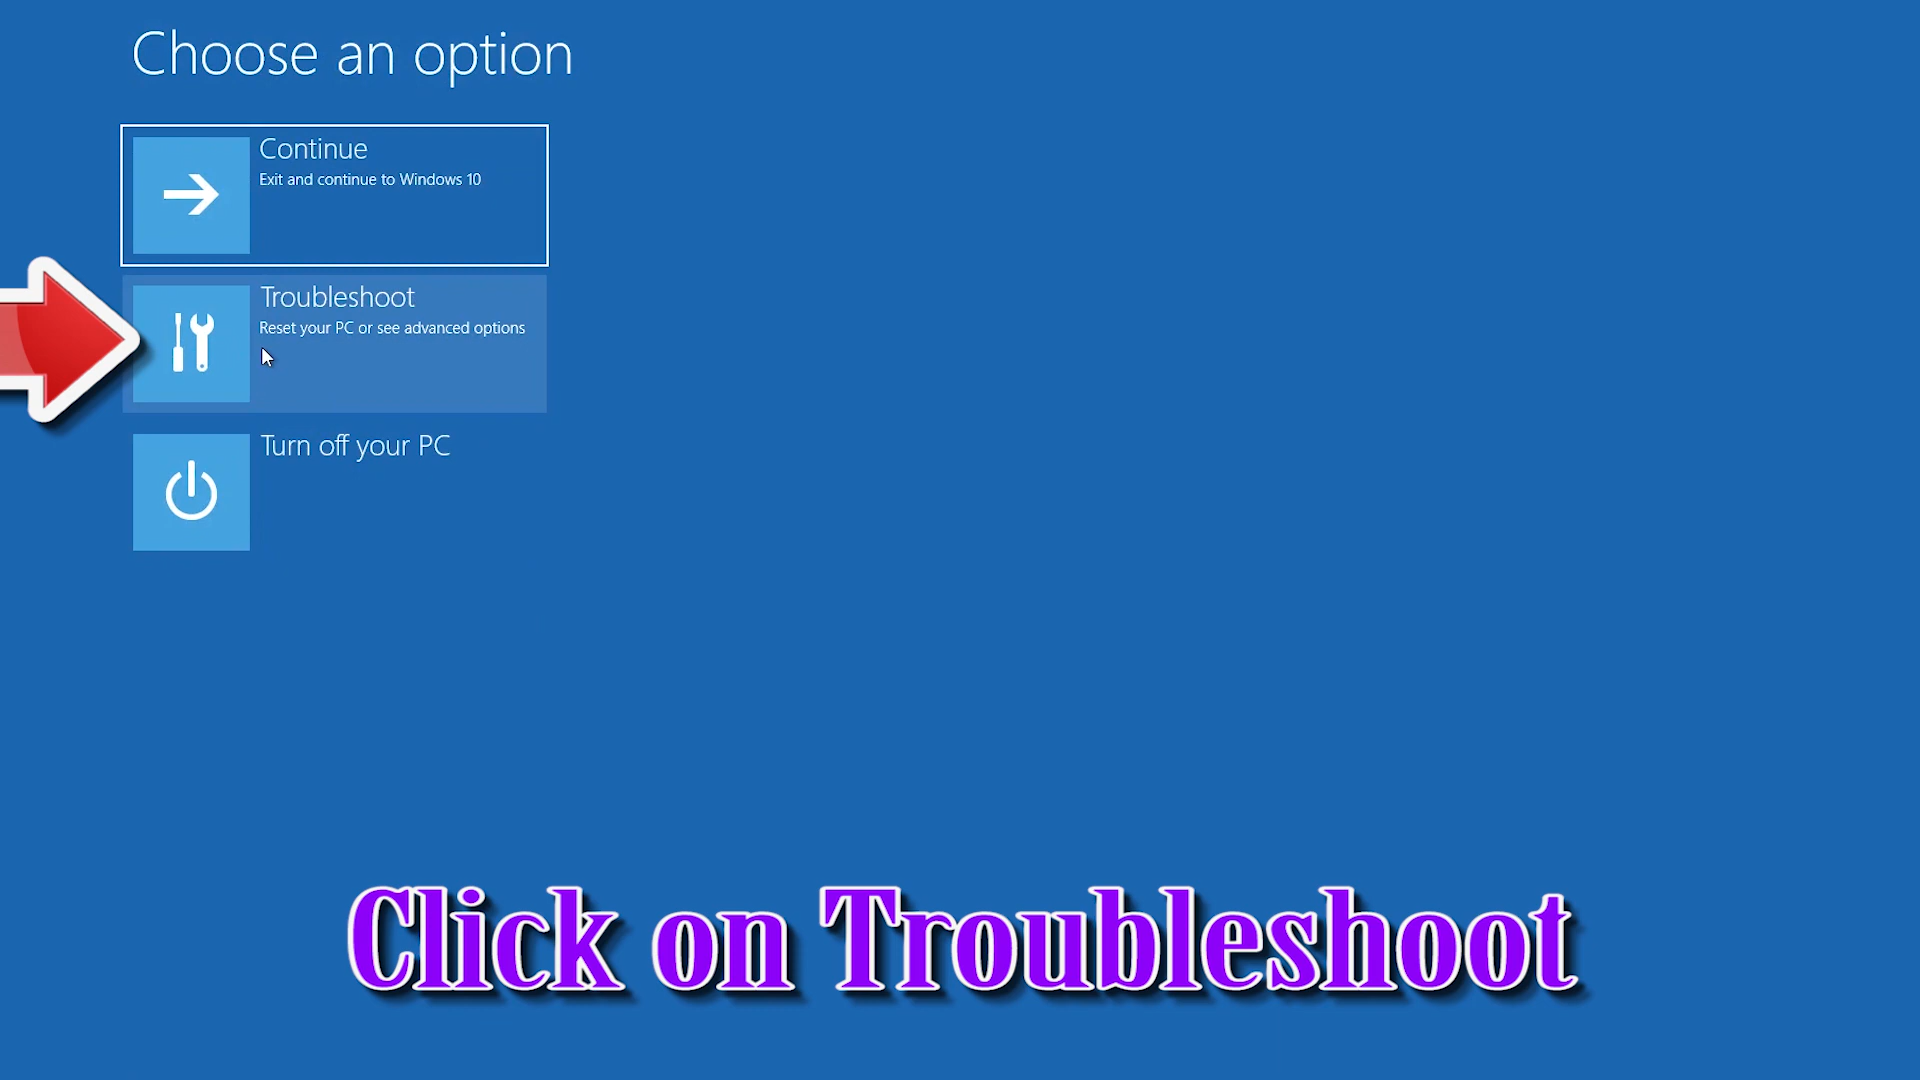 Choose an option
Continue
Exit and continue to Windows 10
Troubleshoot
Reset your PC or see advanced options
Turn off your PC
Click on Troubleshoot